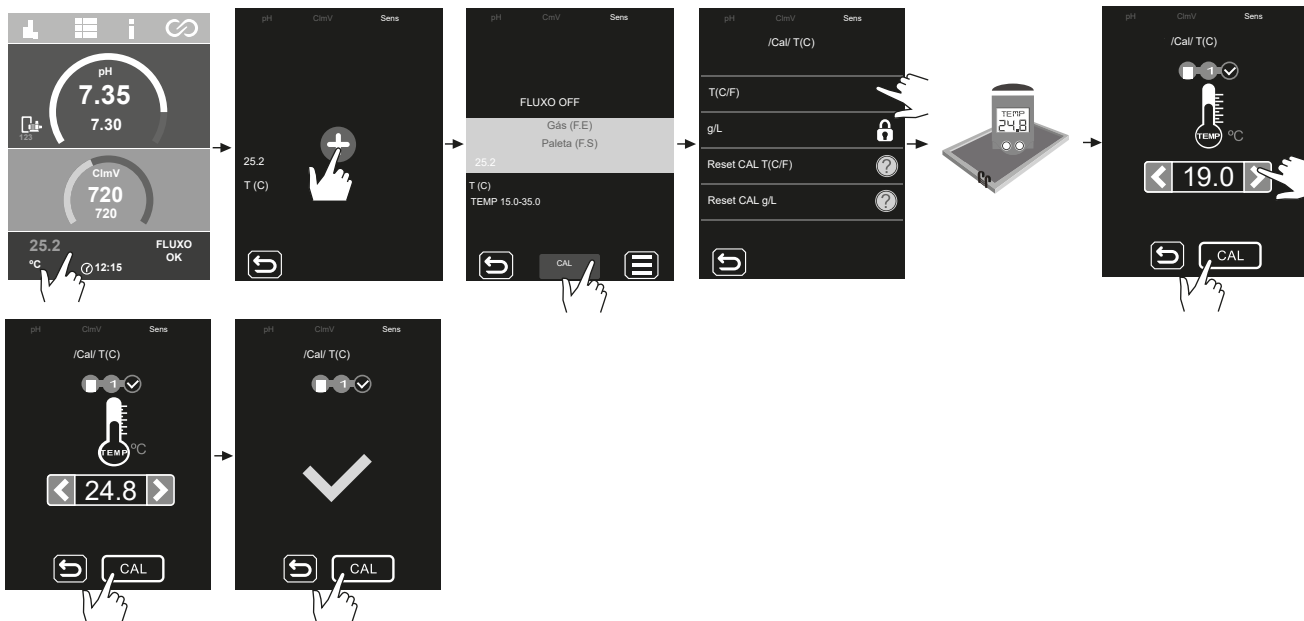 pH
7.35
7.30
123
ClmV
720
720
25.2
ºC
12:15
FLUXO
OK
pH ClmV Sens
25.2
T (C)
pH ClmV Sens
FLUXO OFF
Gás (F.E)
Paleta (F.S)
25.2
T (C)
TEMP 15.0-35.0
CAL
pH ClmV Sens
/Cal/ T(C)
T(C/F)
g/L
Reset CAL T(C/F)
?
Reset CAL g/L
?
TEMP
24.8
pH ClmV Sens
/Cal/ T(C)
1
TEMP
ºC
19.0
CAL
pH ClmV Sens
/Cal/ T(C)
1
TEMP
ºC
24.8
CAL
pH ClmV Sens
/Cal/ T(C)
1
CAL